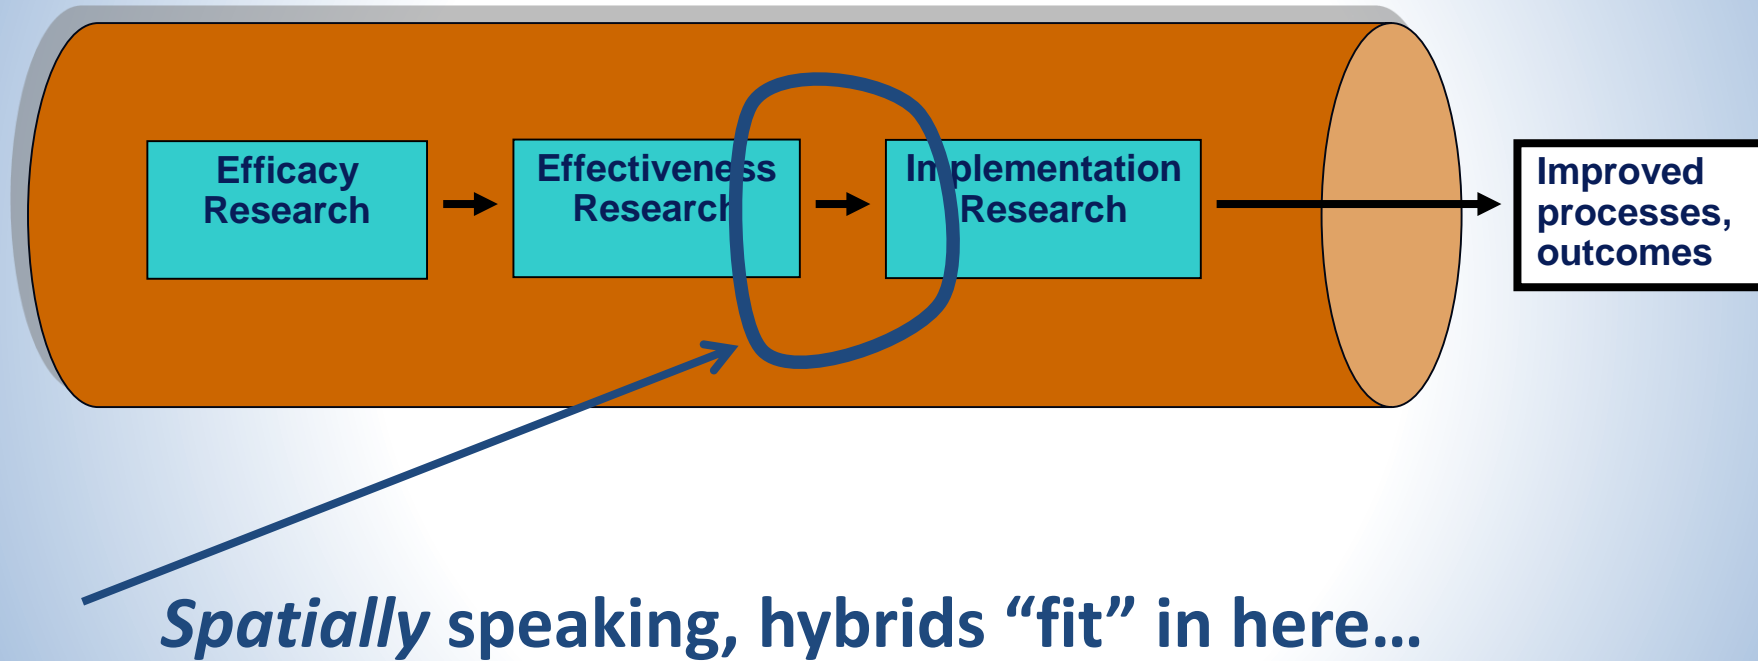 Efficacy
Research
Effectiveness
Research
Implementation
Research
Improved
processes,
outcomes
Spatially speaking, hybrids “fit” in here…